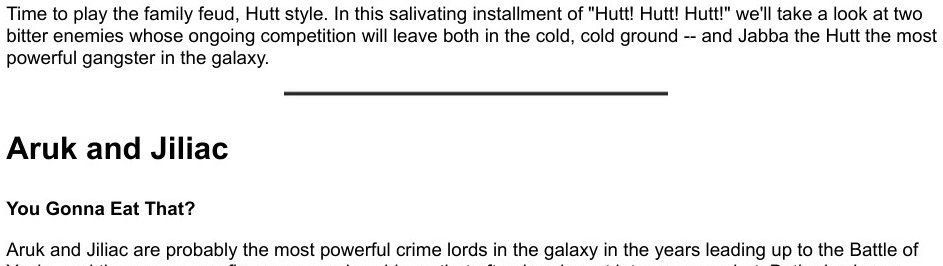 Time to play the family feud, Hutt style. In this salivating installment of "Hutt! Hutt! Hutt!" we'll take a look at two
bitter enemies whose ongoing competition will leave both in the cold, cold ground -- and Jabba the Hutt the most
powerful gangster in the galaxy.
Aruk and Jiliac
You Gonna Eat That?
Aruk and Jiliac are probably the most powerful crime lords in the galaxy in the years leading up to the Battle of